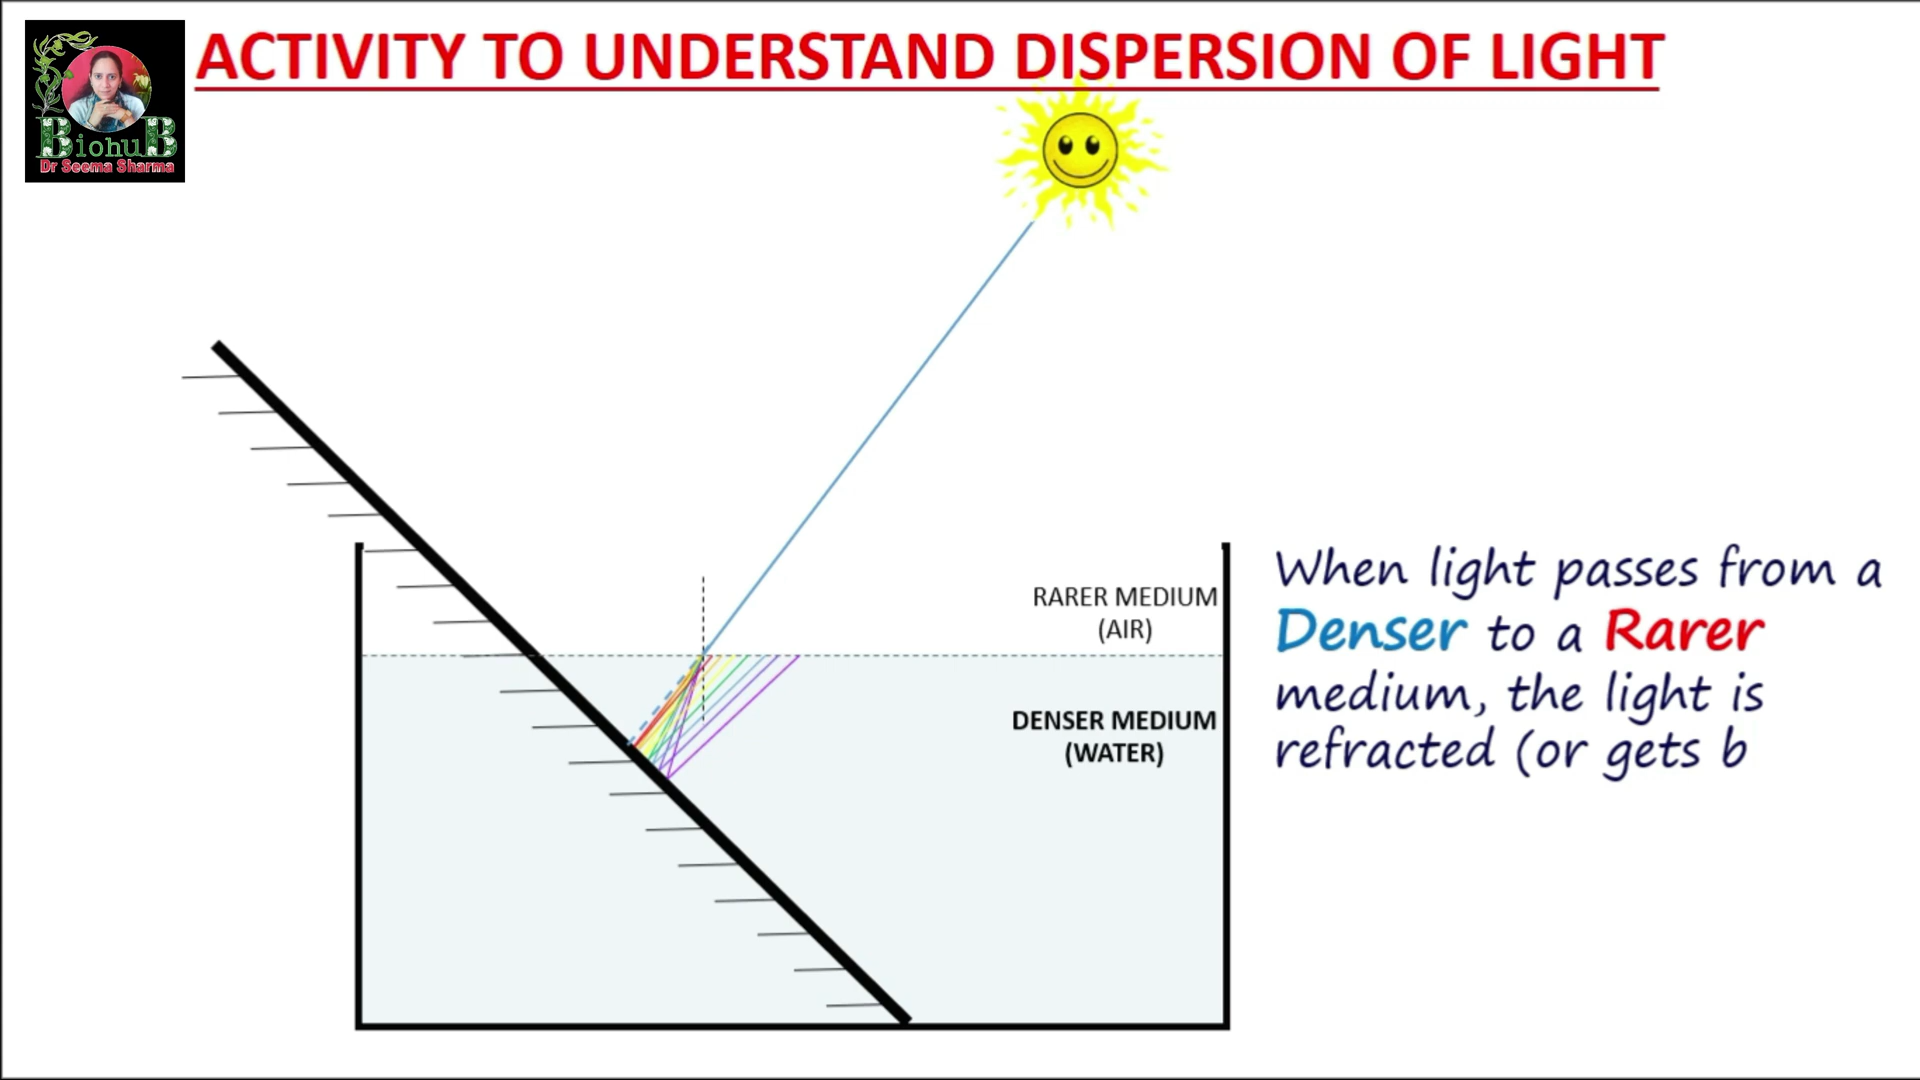 ACTIVITY TO UNDERSTAND DISPERSION OF LIGHT
BiohuB
Dr Seema Sharma
RARER MEDIUM
(AIR)
DENSER MEDIUM
(WATER)
When light passes from a
Denser to a Rarer
medium, the light is
refracted (or gets b